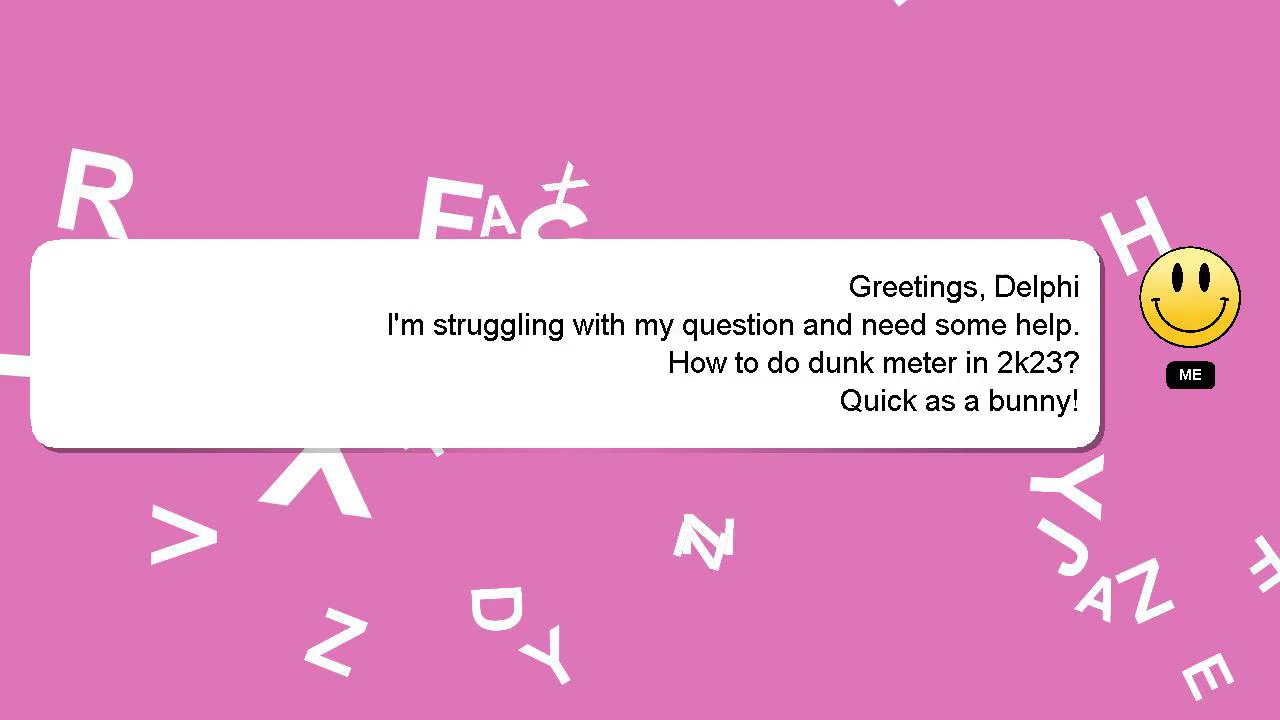 Greetings, Delphi
I'm struggling with my question and need some help.
How to do dunk meter in 2k23?
Quick as a bunny!
ME
R
F
A
X
H
X
Y
V
N
Z
J
A
Z
F
D
Y
Z
E